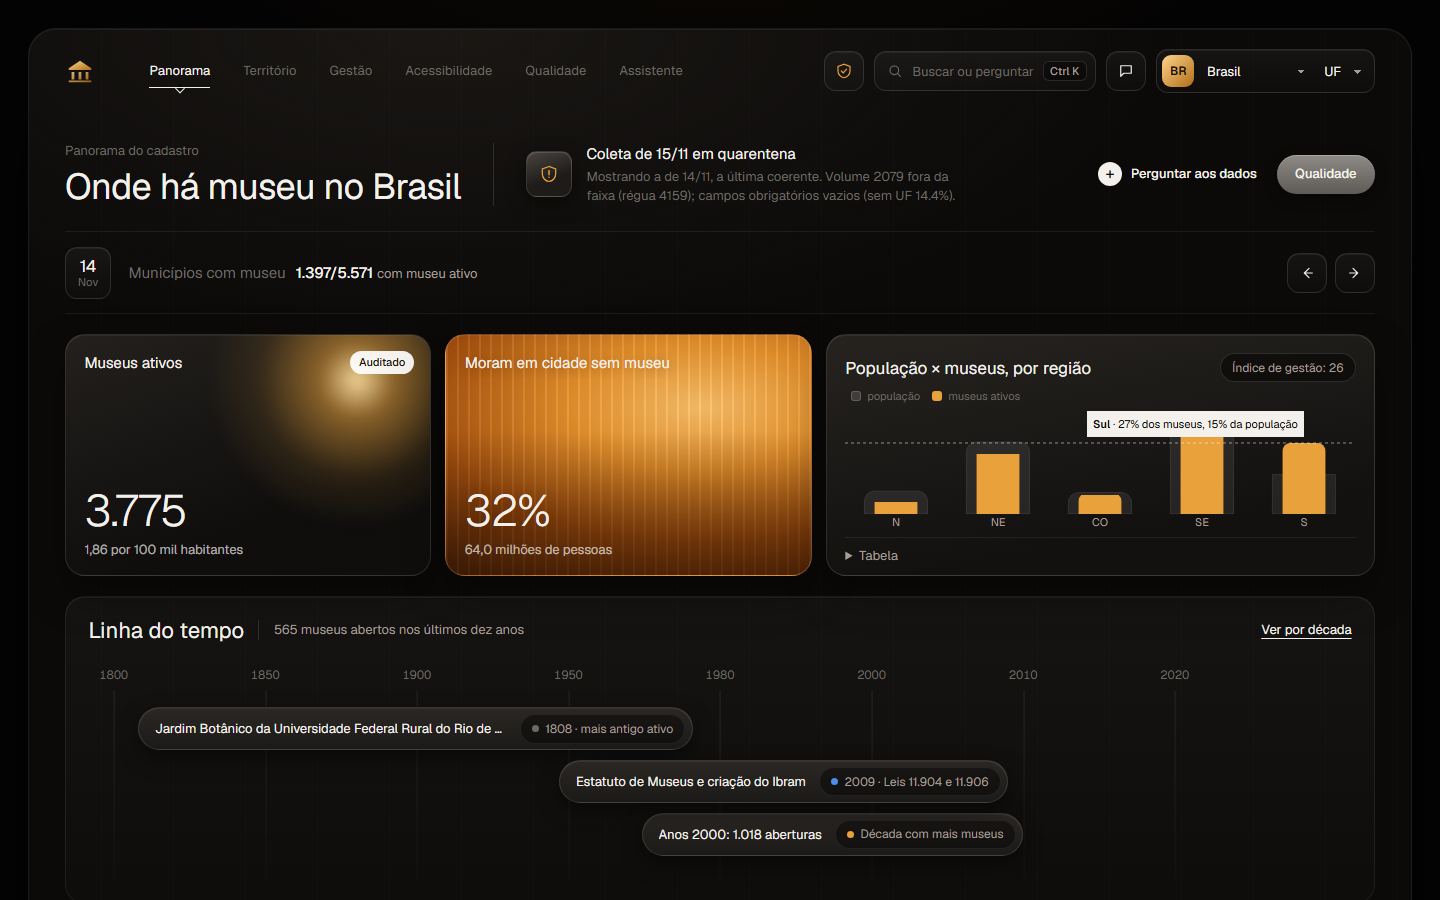 Panorama
Território
Gestão
Acessibilidade
Qualidade
Assistente
Buscar ou perguntar
Ctrl K
BR
Brasil
UF
Panorama do cadastro
Onde há museu no Brasil
Coleta de 15/11 em quarentena
Mostrando a de 14/11, a última coerente. Volume 2079 fora da
faixa (régua 4159); campos obrigatórios vazios (sem UF 14.4%).
+
Perguntar aos dados
Qualidade
14
Nov
Municípios com museu 1.397/5.571 com museu ativo
Museus ativos
Auditado
3.775
1,86 por 100 mil habitantes
Moram em cidade sem museu
32%
64,0 milhões de pessoas
População × museus, por região
Índice de gestão: 26
população
museus ativos
Sul · 27% dos museus, 15% da população
N
NE
CO
SE
S
Tabela
Linha do tempo
565 museus abertos nos últimos dez anos
Ver por década
1800
1850
1900
1950
1980
2000
2010
2020
Jardim Botânico da Universidade Federal Rural do Rio de ...
1808 · mais antigo ativo
Estatuto de Museus e criação do Ibram
2009 · Leis 11.904 e 11.906
Anos 2000: 1.018 aberturas
Década com mais museus